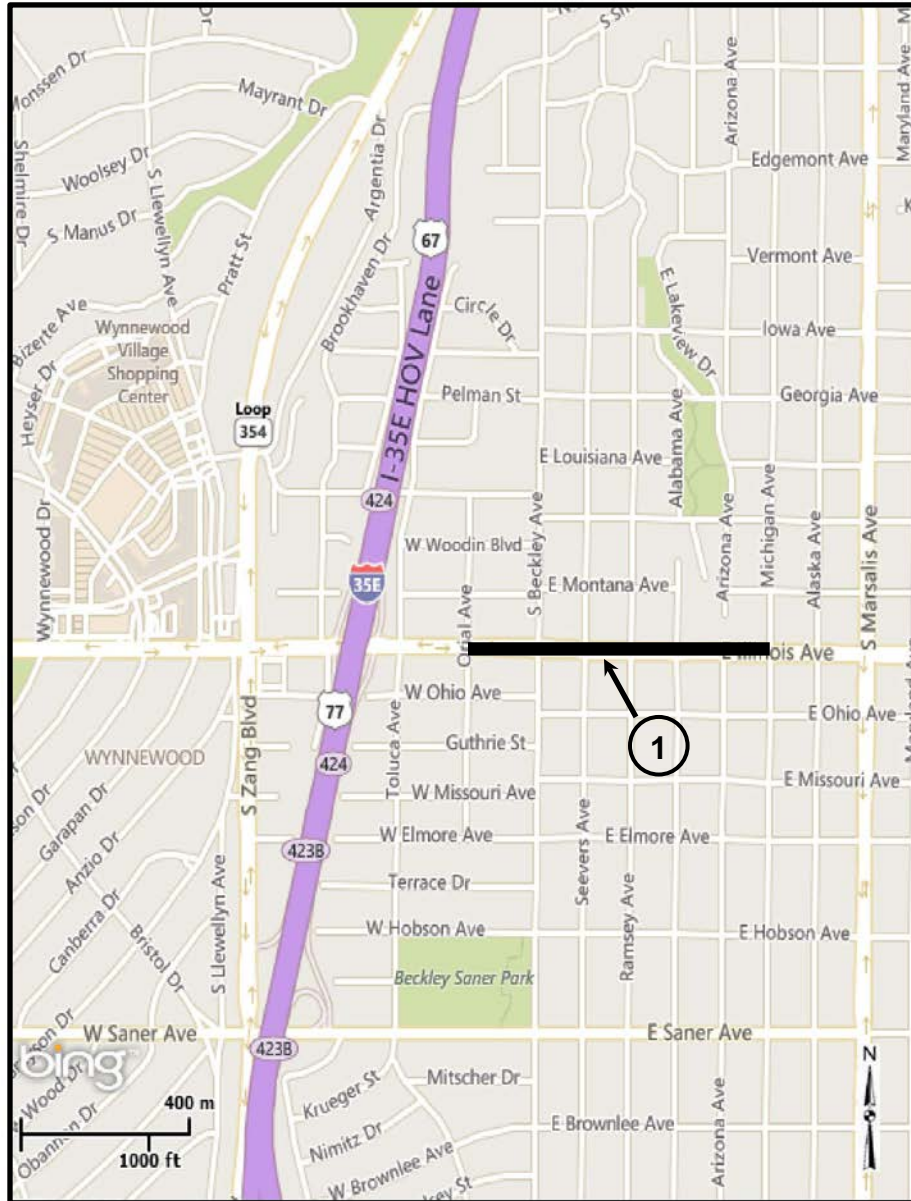 Monssen Dr
Mayrant Dr
Shelmire Dr
Woolsey Dr
S Manus Dr
S Llewellyn Ave
Pratt St
Argentia Dr
Brookhaven Dr
67
Arizona Ave
Maryland Ave
Edgemont Ave
Vermont Ave
E Lakeview Dr
Iowa Ave
Circle Dr
Bizerte Ave
Heyser Dr
Wynnewood
Village
Shopping
Center
Loop
354
I-35E HOV Lane
Pelman St
Georgia Ave
Alabama Ave
E Louisiana Ave
424
Michigan Ave
Arizona Ave
Alaska Ave
S Marsalis Ave
S Beckley Ave
W Woodin Blvd
Wynnewood Dr
35E
E Montana Ave
Orial Ave
E Illinois Ave
77
W Ohio Ave
E Ohio Ave
1
S Zang Blvd
WYNNEWOOD
424
Toluca Ave
Guthrie St
W Missouri Ave
E Missouri Ave
Garapan Dr
Anzio Dr
423B
W Elmore Ave
E Elmore Ave
Seevers Ave
Terrace Dr
Ramsey Ave
Canberra Dr
Bristol Dr
S Llewellyn Ave
W Hobson Ave
E Hobson Ave
Beckley Saner Park
W Saner Ave
E Saner Ave
423B
bing
N
Wood Dr
Obannon Dr
400 m
1000 ft
Krueger St
Mitscher Dr
Nimitz Dr
E Brownlee Ave
W Brownlee Ave
Arizona Ave